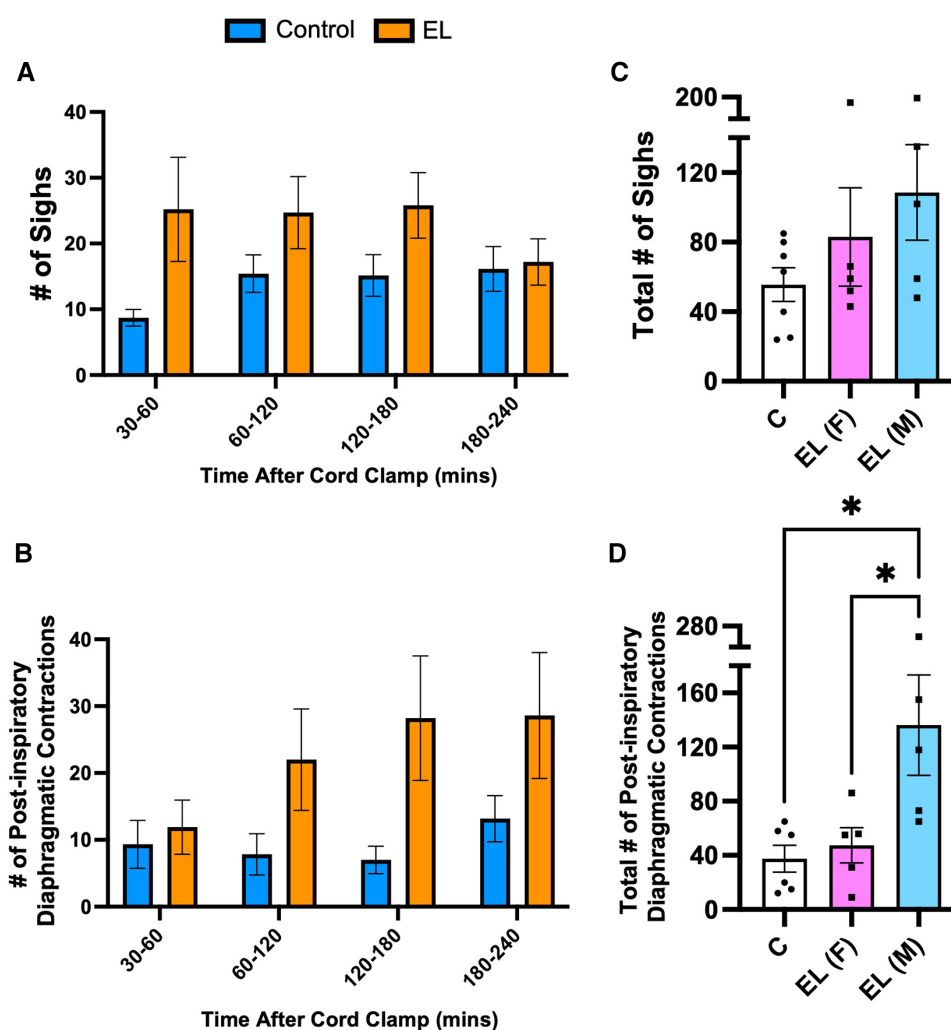 Control EL
A
# of Sighs
40
30
20
10
0
30-60
60-120
120-180
180-240
Time After Cord Clamp (mins)
C
Total # of Sighs
200
120
80
40
0
C
EL (F)
EL (M)
B
# of Post-inspiratory
Diaphragmatic Contractions
40
30
20
10
0
30-60
60-120
120-180
180-240
Time After Cord Clamp (mins)
D
Total # of Post-inspiratory
Diaphragmatic Contractions
*
*
280
160
120
80
40
0
C
EL (F)
EL (M)